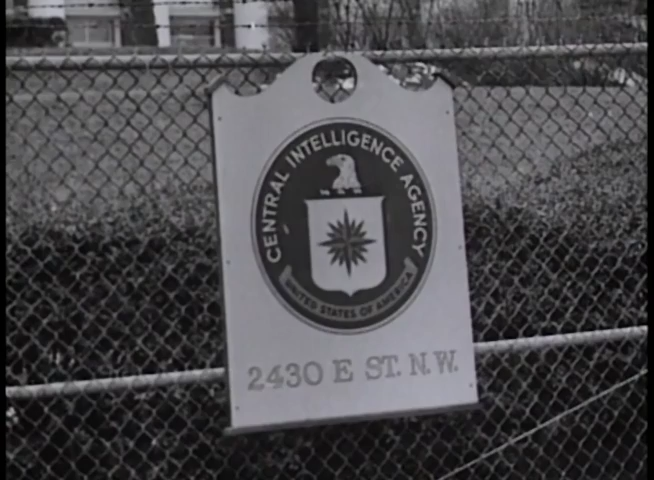 CENTRAL INTELLIGENCE AGENCY
UNITED STATES OF AMERICA
2430 E ST. N.W.